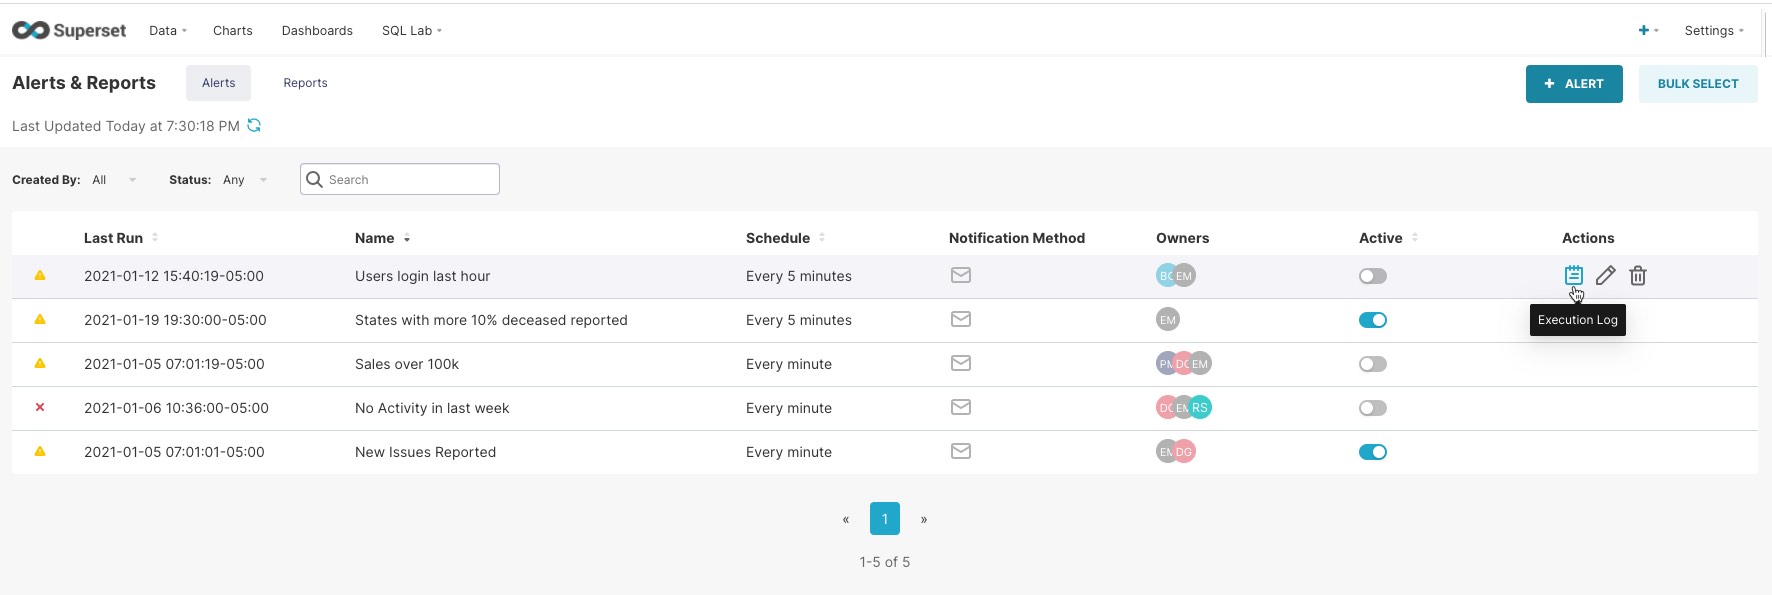 Superset Data Charts Dashboards SQL Lab + Settings
Alerts & Reports Alerts Reports + ALERT BULK SELECT
Last Updated Today at 7:30:18 PM
Created By: All Status: Any Search
Last Run Name Schedule Notification Method Owners Active Actions
2021-01-12 15:40:19-05:00 Users login last hour Every 5 minutes EM
2021-01-19 19:30:00-05:00 States with more 10% deceased reported Every 5 minutes EM Execution Log
2021-01-05 07:01:19-05:00 Sales over 100k Every minute EM
2021-01-06 10:36:00-05:00 No Activity in last week Every minute RS
2021-01-05 07:01:01-05:00 New Issues Reported Every minute DG
« 1 »
1-5 of 5